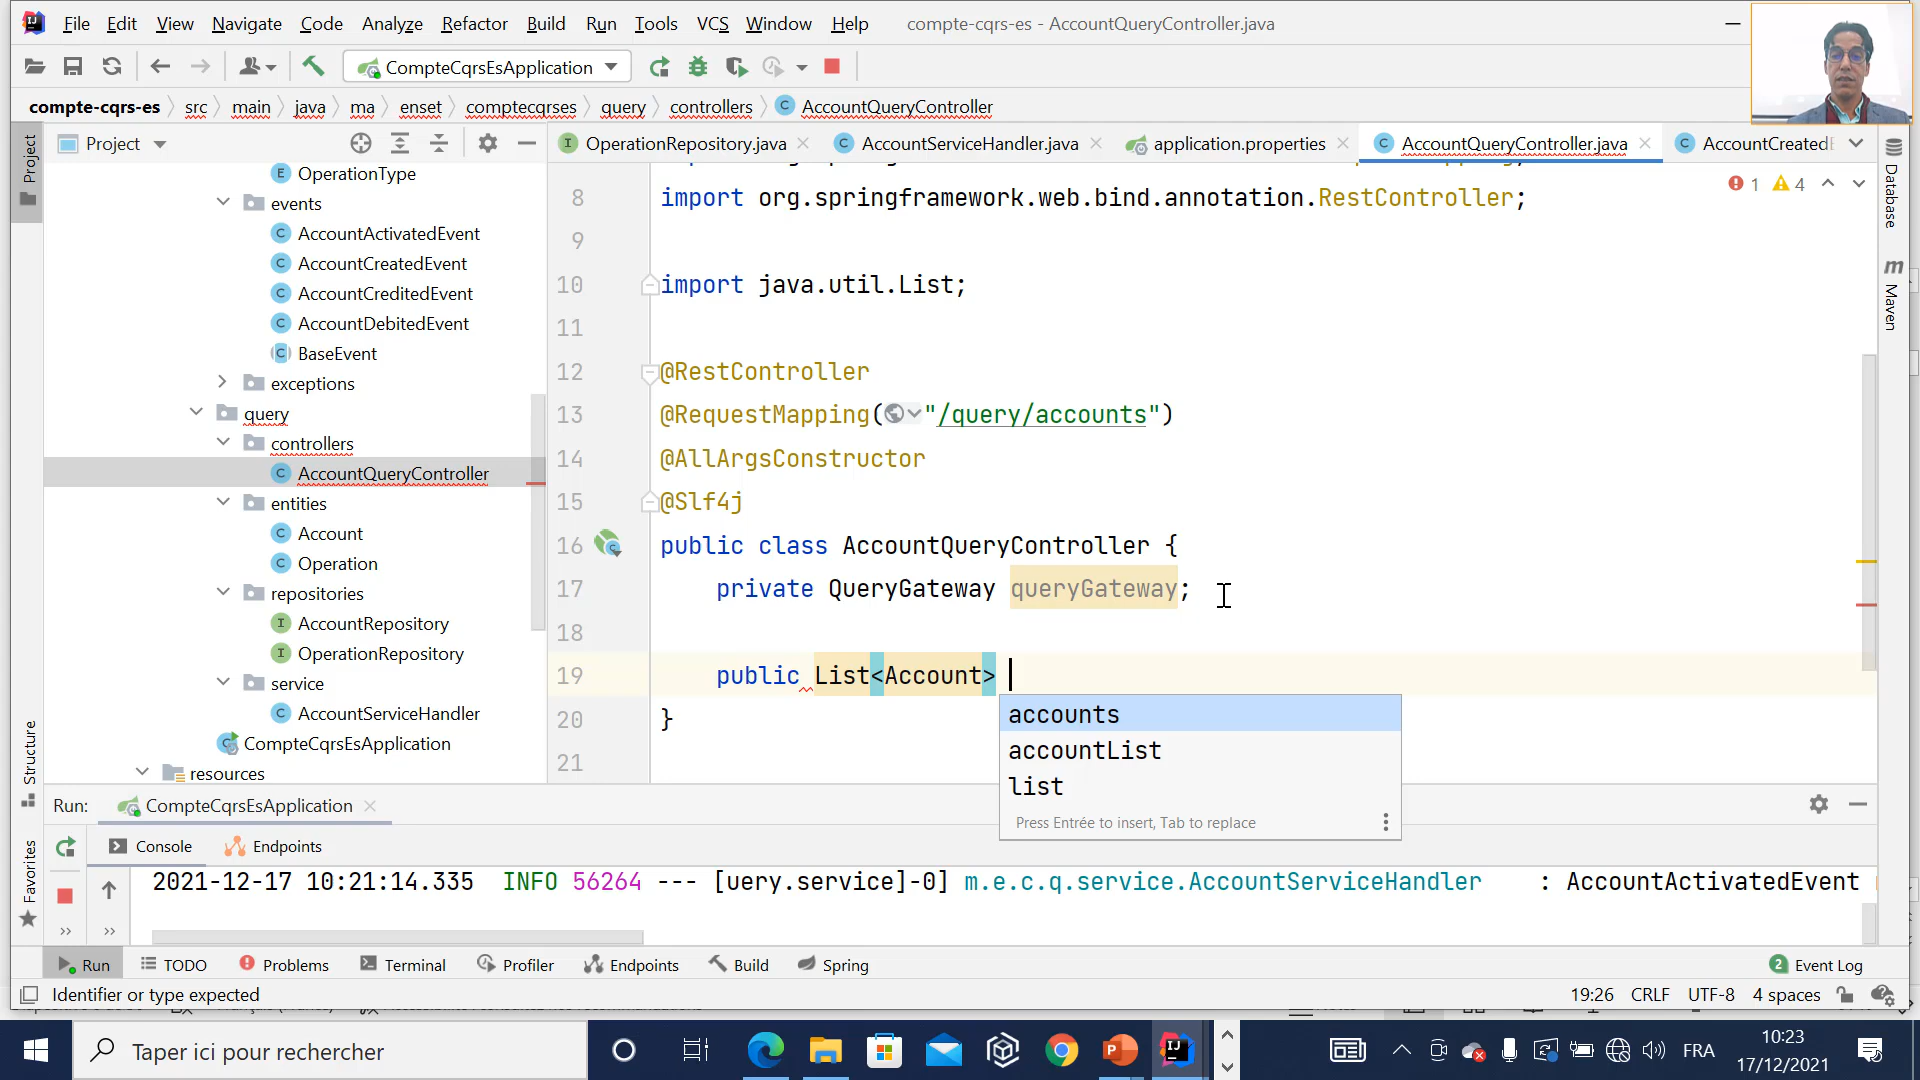 File Edit View Navigate Code Analyze Refactor Build Run Tools VCS Window Help compte-cqrs-es - AccountQueryController.java
CompteCqrsEsApplication
compte-cqrs-es src main java ma enset comptecqrses query controllers AccountQueryController
Project
OperationRepository.java AccountServiceHandler.java application.properties AccountQueryController.java AccountCreatedE
Project
OperationType
events
AccountActivatedEvent
AccountCreatedEvent
AccountCreditedEvent
AccountDebitedEvent
BaseEvent
exceptions
query
controllers
AccountQueryController
entities
Account
Operation
repositories
AccountRepository
OperationRepository
service
AccountServiceHandler
CompteCqrsEsApplication
resources
1 4
8 import org.springframework.web.bind.annotation.RestController;
9
10 import java.util.List;
11
12 @RestController
13 @RequestMapping("/query/accounts")
14 @AllArgsConstructor
15 @Slf4j
16 public class AccountQueryController {
17 private QueryGateway queryGateway;
18
19 public List<Account>
20 }
21
accounts
accountList
list
Press Entrée to insert, Tab to replace
Database
Maven
Structure
Favorites
Run: CompteCqrsEsApplication
Console Endpoints
2021-12-17 10:21:14.335 INFO 56264 --- [uery.service]-0] m.e.c.q.service.AccountServiceHandler : AccountActivatedEvent
Run TODO Problems Terminal Profiler Endpoints Build Spring 2 Event Log
Identifier or type expected 19:26 CRLF UTF-8 4 spaces
Taper ici pour rechercher
FRA
10:23
17/12/2021